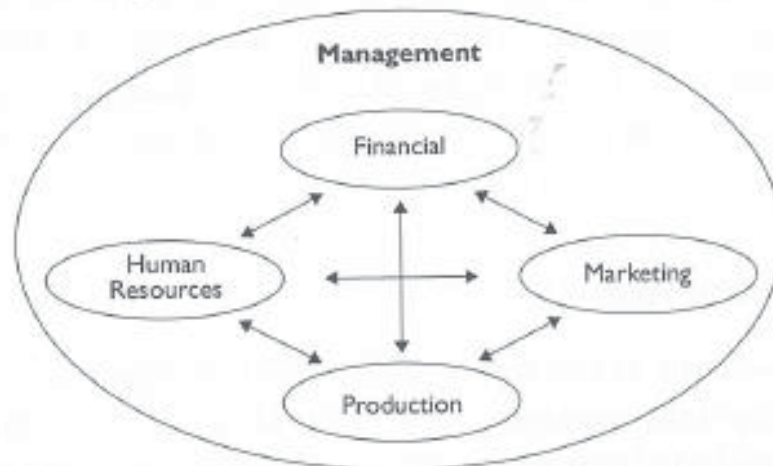 Management
Financial
Human
Resources
Marketing
Production